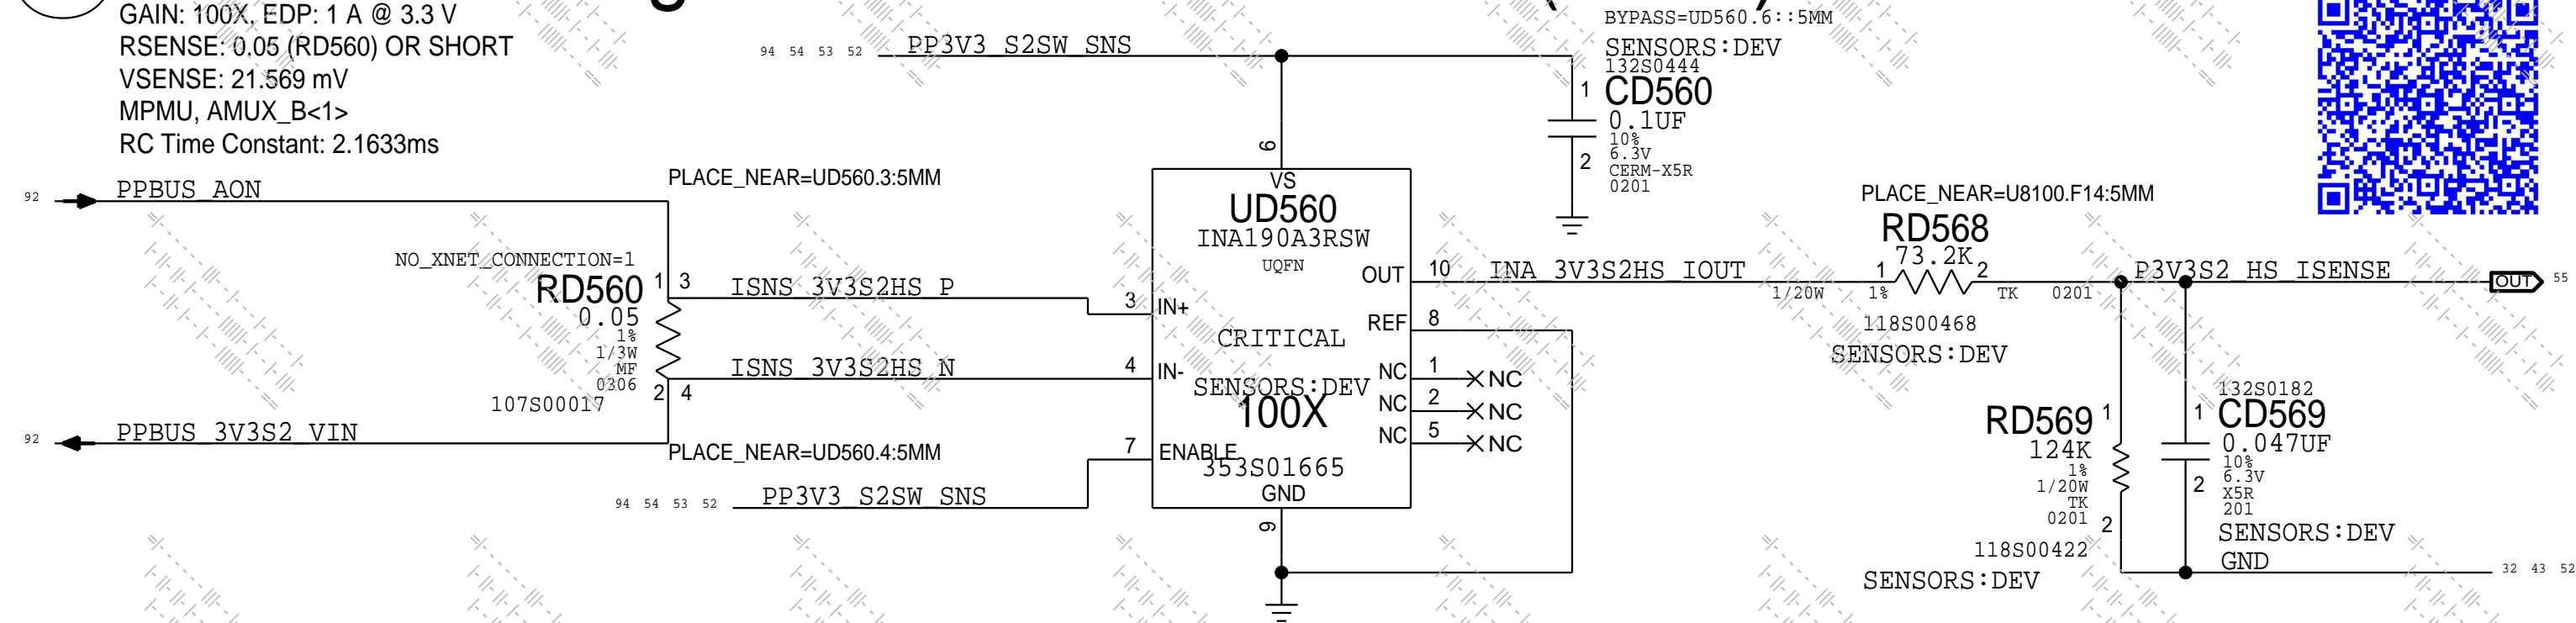 GAIN: 100X, EDP: 1 A @ 3.3 V
RSENSE: 0.05 (RD560) OR SHORT
VSENSE: 21.569 mV
MPMU, AMUX_B<1>
RC Time Constant: 2.1633ms
94 54 53 52 PP3V3_S2SW_SNS
BYPASS=UD560.6::5MM
SENSORS:DEV
132S0444
1 CD560
0.1UF
10%
2 6.3V
CERM-X5R
0201
92 PPBUS_AON
PLACE_NEAR=UD560.3:5MM
NO_XNET_CONNECTION=1
1 3
RD560
0.05
1%
1/3W
MF
0306
2 4
107S00017
ISNS_3V3S2HS_P
ISNS_3V3S2HS_N
92 PPBUS_3V3S2_VIN
PLACE_NEAR=UD560.4:5MM
94 54 53 52 PP3V3_S2SW_SNS
6
VS
UD560
INA190A3RSW
UQFN
3 IN+
4 IN-
7 ENABLE
CRITICAL
SENSORS:DEV
100X
353S01665
GND
9
OUT 10 INA_3V3S2HS_IOUT
REF 8
NC 1 NC
NC 2 NC
NC 5 NC
PLACE_NEAR=U8100.F14:5MM
RD568
73.2K
1 2
1/20W 1% TK 0201
118S00468
SENSORS:DEV
P3V3S2_HS_ISENSE
OUT 55
RD569 1
124K
1%
1/20W
TK
0201 2
118S00422
SENSORS:DEV
132S0182
1 CD569
0.047UF
10%
6.3V
2 X5R
201
SENSORS:DEV
GND
32 43 52